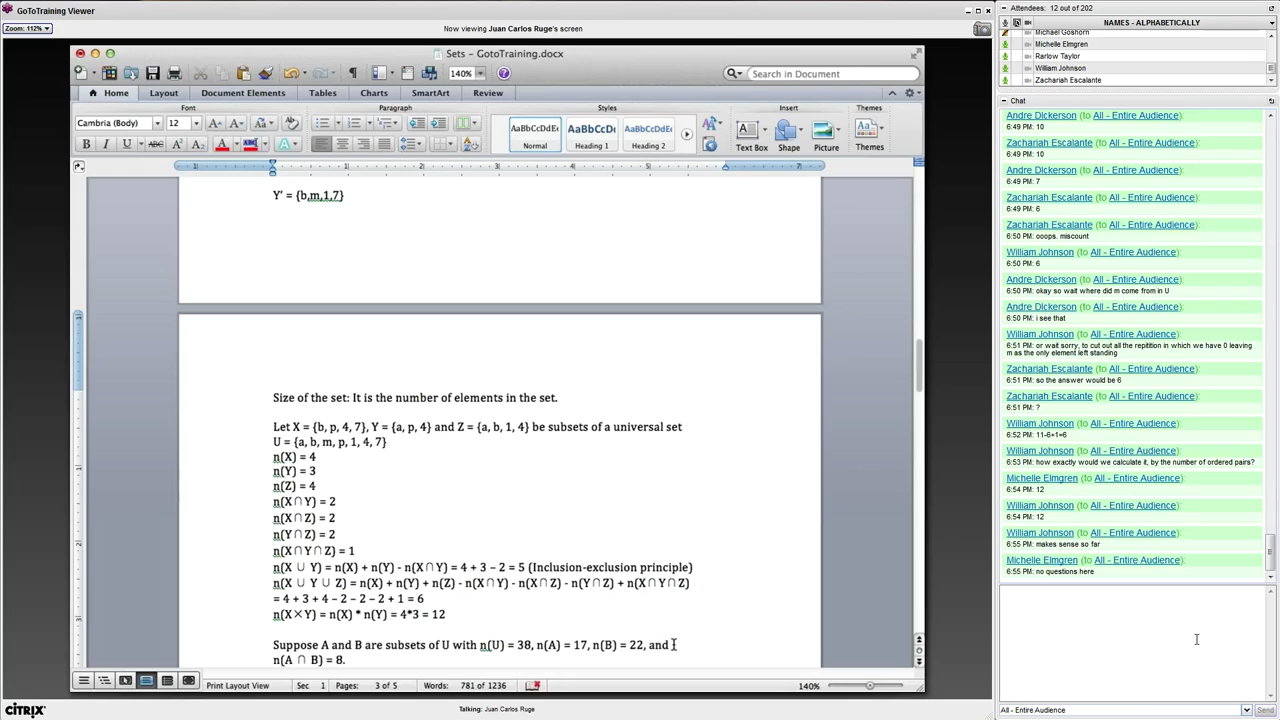 GoToTraining Viewer
Zoom: 112%
Now viewing Juan Carlos Ruge's screen
Sets – GotoTraining.docx
140%
Search in Document
Home Layout Document Elements Tables Charts SmartArt Review
Font Paragraph Styles Insert Themes
Cambria (Body) 12
AaBbCcDdEe AaBbCcDc AaBbCcDdEe
Normal Heading 1 Heading 2 Text Box Shape Picture Themes
Y' = {b,m,1,7}
Size of the set: It is the number of elements in the set.
Let X = {b, p, 4, 7}, Y = {a, p, 4} and Z = {a, b, 1, 4} be subsets of a universal set
U = {a, b, m, p, 1, 4, 7}
n(X) = 4
n(Y) = 3
n(Z) = 4
n(X∩Y) = 2
n(X∩Z) = 2
n(Y∩Z) = 2
n(X∩Y∩Z) = 1
n(X ∪ Y) = n(X) + n(Y) - n(X∩Y) = 4 + 3 – 2 = 5 (Inclusion-exclusion principle)
n(X ∪ Y ∪ Z) = n(X) + n(Y) + n(Z) - n(X∩Y) - n(X∩Z) - n(Y∩Z) + n(X∩Y∩Z)
= 4 + 3 + 4 – 2 – 2 – 2 + 1 = 6
n(X×Y) = n(X) * n(Y) = 4*3 = 12
Suppose A and B are subsets of U with n(U) = 38, n(A) = 17, n(B) = 22, and
n(A ∩ B) = 8.
Print Layout View Sec 1 Pages: 3 of 5 Words: 781 of 1236 140%
CİTRIX
Talking: Juan Carlos Ruge
Attendees: 12 out of 202
NAMES - ALPHABETICALLY
Michael Goshorn
Michelle Elmgren
Rarlow Taylor
William Johnson
Zachariah Escalante
Chat
Andre Dickerson (to All - Entire Audience):
6:49 PM: 10
Zachariah Escalante (to All - Entire Audience):
6:49 PM: 10
Andre Dickerson (to All - Entire Audience):
6:49 PM: 7
Zachariah Escalante (to All - Entire Audience):
6:49 PM: 6
Zachariah Escalante (to All - Entire Audience):
6:50 PM: ooops. miscount
William Johnson (to All - Entire Audience):
6:50 PM: 6
Andre Dickerson (to All - Entire Audience):
6:50 PM: okay so wait where did m come from in U
Andre Dickerson (to All - Entire Audience):
6:50 PM: i see that
William Johnson (to All - Entire Audience):
6:51 PM: or wait sorry, to cut out all the repitition in which we have 0 leaving
m as the only element left standing
Zachariah Escalante (to All - Entire Audience):
6:51 PM: so the answer would be 6
Zachariah Escalante (to All - Entire Audience):
6:51 PM: ?
William Johnson (to All - Entire Audience):
6:52 PM: 11-6+1=6
William Johnson (to All - Entire Audience):
6:53 PM: how exactly would we calculate it, by the number of ordered pairs?
Michelle Elmgren (to All - Entire Audience):
6:54 PM: 12
William Johnson (to All - Entire Audience):
6:54 PM: 12
William Johnson (to All - Entire Audience):
6:55 PM: makes sense so far
Michelle Elmgren (to All - Entire Audience):
6:55 PM: no questions here
All - Entire Audience
Send